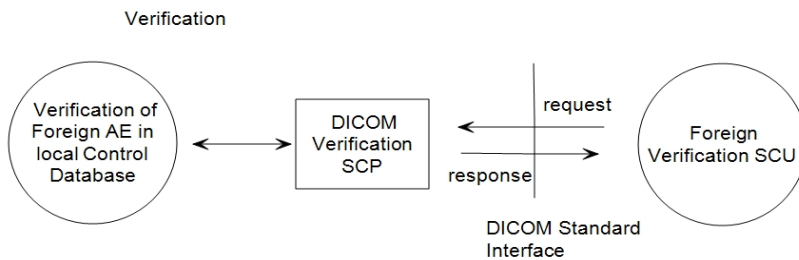 Verification
Verification of
Foreign AE in
local Control
Database
DICOM
Verification
SCP
request
response
Foreign
Verification SCU
DICOM Standard
Interface